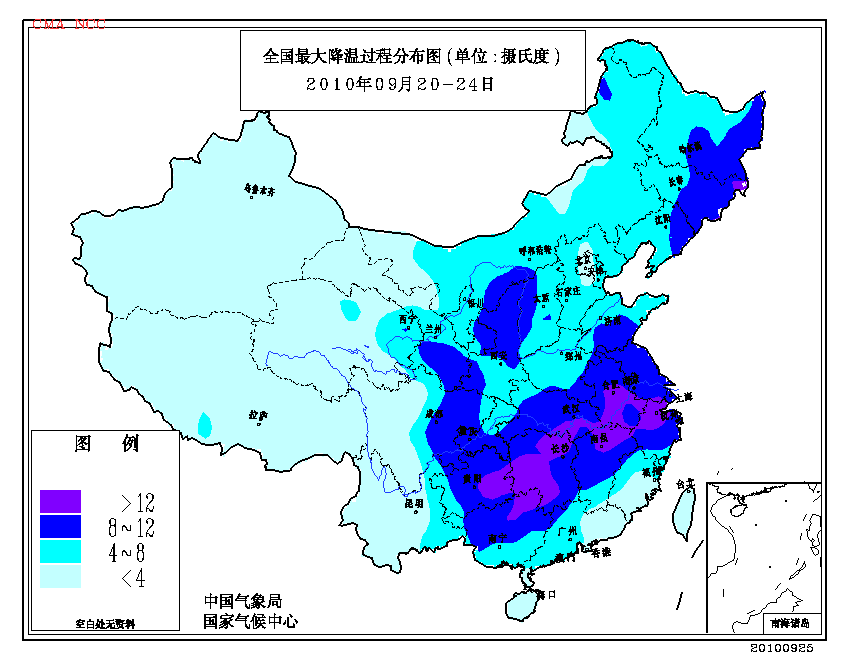 CMA NCC
全国最大降温过程分布图(单位:摄氏度)
2010年09月20-24日
哈尔滨
乌鲁木齐
长春
沈阳
呼和浩特
北京
天津
银川
太原
石家庄
西宁
兰州
济南
西安
郑州
合肥
南京
上海
拉萨
成都
武汉
杭州
重庆
长沙
南昌
贵阳
福州
台北
昆明
广州
南宁
澳门
香港
海口
图 例
>12
8~12
4~8
<4
空白处无资料
中国气象局
国家气候中心
南海诸岛
20100925